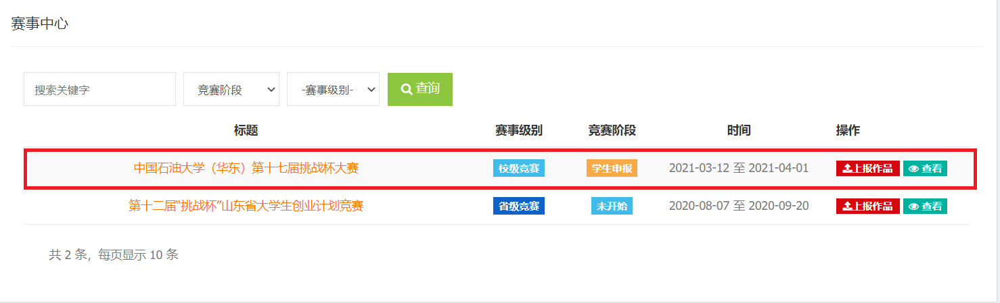 赛事中心
搜索关键字 竞赛阶段 -赛事级别- 查询
标题 赛事级别 竞赛阶段 时间 操作
中国石油大学（华东）第十七届挑战杯大赛 校级竞赛 学生申报 2021-03-12 至 2021-04-01 上报作品 查看
第十二届“挑战杯”山东省大学生创业计划竞赛 省级竞赛 未开始 2020-08-07 至 2020-09-20 上报作品 查看
共 2 条，每页显示 10 条